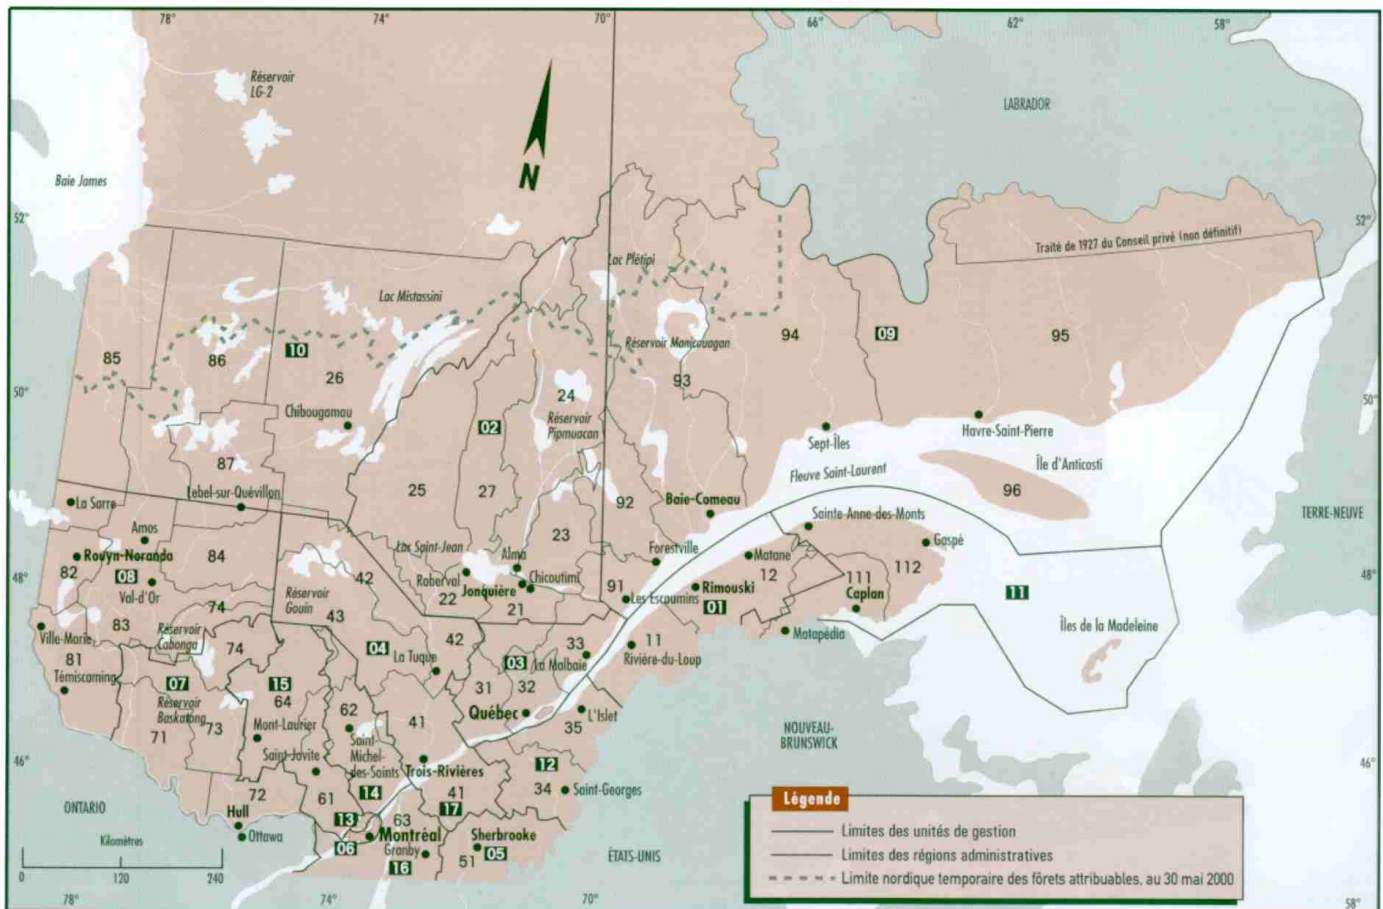 78°
74°
70°
66°
62°
58°
Réservoir
LG-2
LABRADOR
N
Baie James
52°
52°
Traité de 1927 du Conseil privé (non définitif)
Lac Plétipi
Lac Mistassini
85
86
10
26
94
09
95
Réservoir Manicouagan
93
50°
50°
24
Chibougamau
02
Réservoir
Pipmuacan
Havre-Saint-Pierre
Sept-Îles
87
Fleuve Saint-Laurent
Île d'Anticosti
25
27
96
Lebel-sur-Quévillon
La Sarre
92
Baie-Comeau
Sainte-Anne-des-Monts
TERRE-NEUVE
Amos
23
Gaspé
Rouyn-Noranda
84
Lac Saint-Jean
Alma
Forestville
Matane
112
82
08
42
Roberval
Chicoutimi
12
111
48°
48°
Val-d'Or
Réservoir
Gouin
22
Jonquière
91
Les Escoumins
Rimouski
Caplan
11
74
21
01
83
Réservoir
Cabonga
43
Ville-Marie
74
04
42
33
11
Matapédia
Îles de la Madeleine
81
La Tuque
03
La Malbaie
Rivière-du-Loup
Témiscaming
07
15
31
32
64
Réservoir
Baskatong
62
41
Québec
L'Islet
71
73
Mont-Laurier
35
NOUVEAU-
BRUNSWICK
Saint-Jovite
Saint-
Michel-
des-Saints
46°
46°
Trois-Rivières
12
72
61
14
41
34
Saint-Georges
ONTARIO
13
63
17
Hull
Ottawa
Montréal
Sherbrooke
Kilomètres
06
Granby
51
05
ÉTATS-UNIS
16
0
120
240
Légende
Limites des unités de gestion
Limites des régions administratives
Limite nordique temporaire des fôrets attribuables, au 30 mai 2000
78°
74°
70°
58°